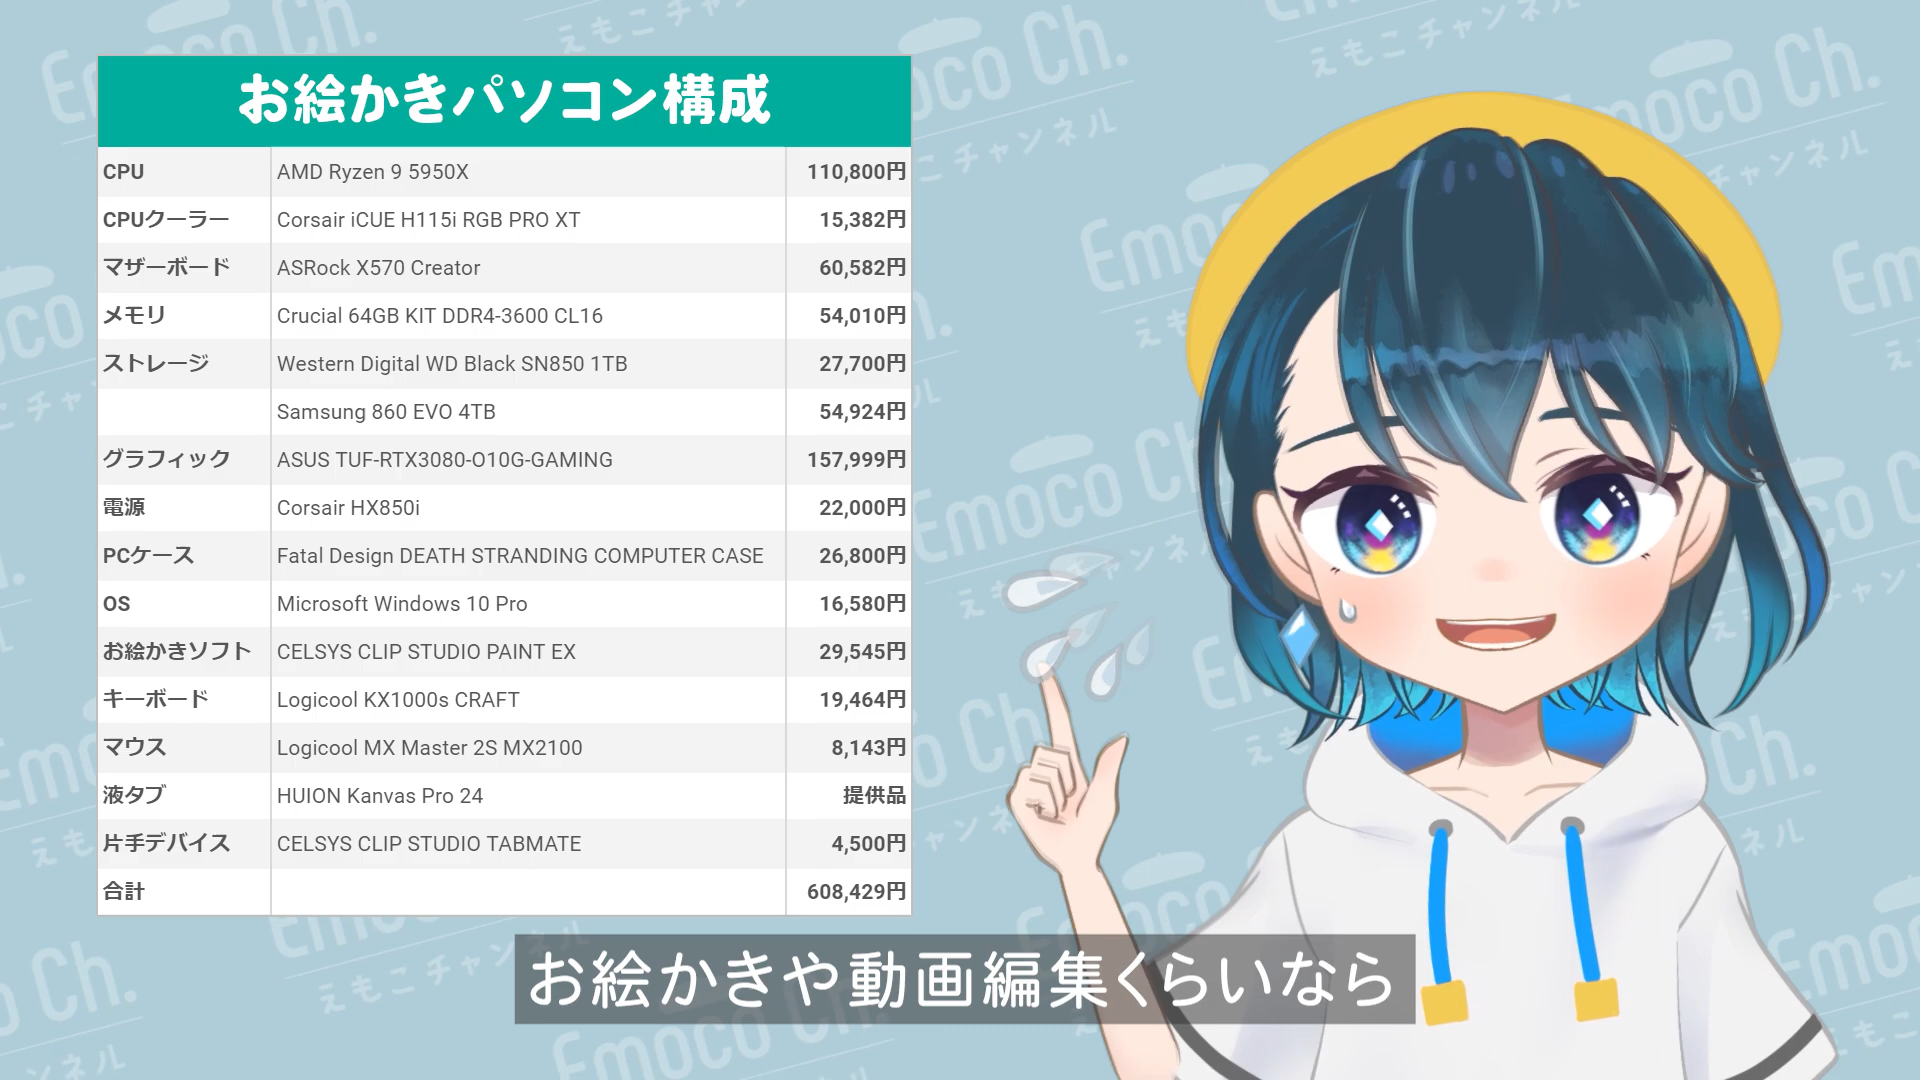 お絵かきパソコン構成
CPU AMD Ryzen 9 5950X 110,800円
CPUクーラー Corsair iCUE H115i RGB PRO XT 15,382円
マザーボード ASRock X570 Creator 60,582円
メモリ Crucial 64GB KIT DDR4-3600 CL16 54,010円
ストレージ Western Digital WD Black SN850 1TB 27,700円
Samsung 860 EVO 4TB 54,924円
グラフィック ASUS TUF-RTX3080-O10G-GAMING 157,999円
電源 Corsair HX850i 22,000円
PCケース Fatal Design DEATH STRANDING COMPUTER CASE 26,800円
OS Microsoft Windows 10 Pro 16,580円
お絵かきソフト CELSYS CLIP STUDIO PAINT EX 29,545円
キーボード Logicool KX1000s CRAFT 19,464円
マウス Logicool MX Master 2S MX2100 8,143円
液タブ HUION Kanvas Pro 24 提供品
片手デバイス CELSYS CLIP STUDIO TABMATE 4,500円
合計 608,429円
お絵かきや動画編集くらいなら
Emoco Ch.
えもこチャンネル